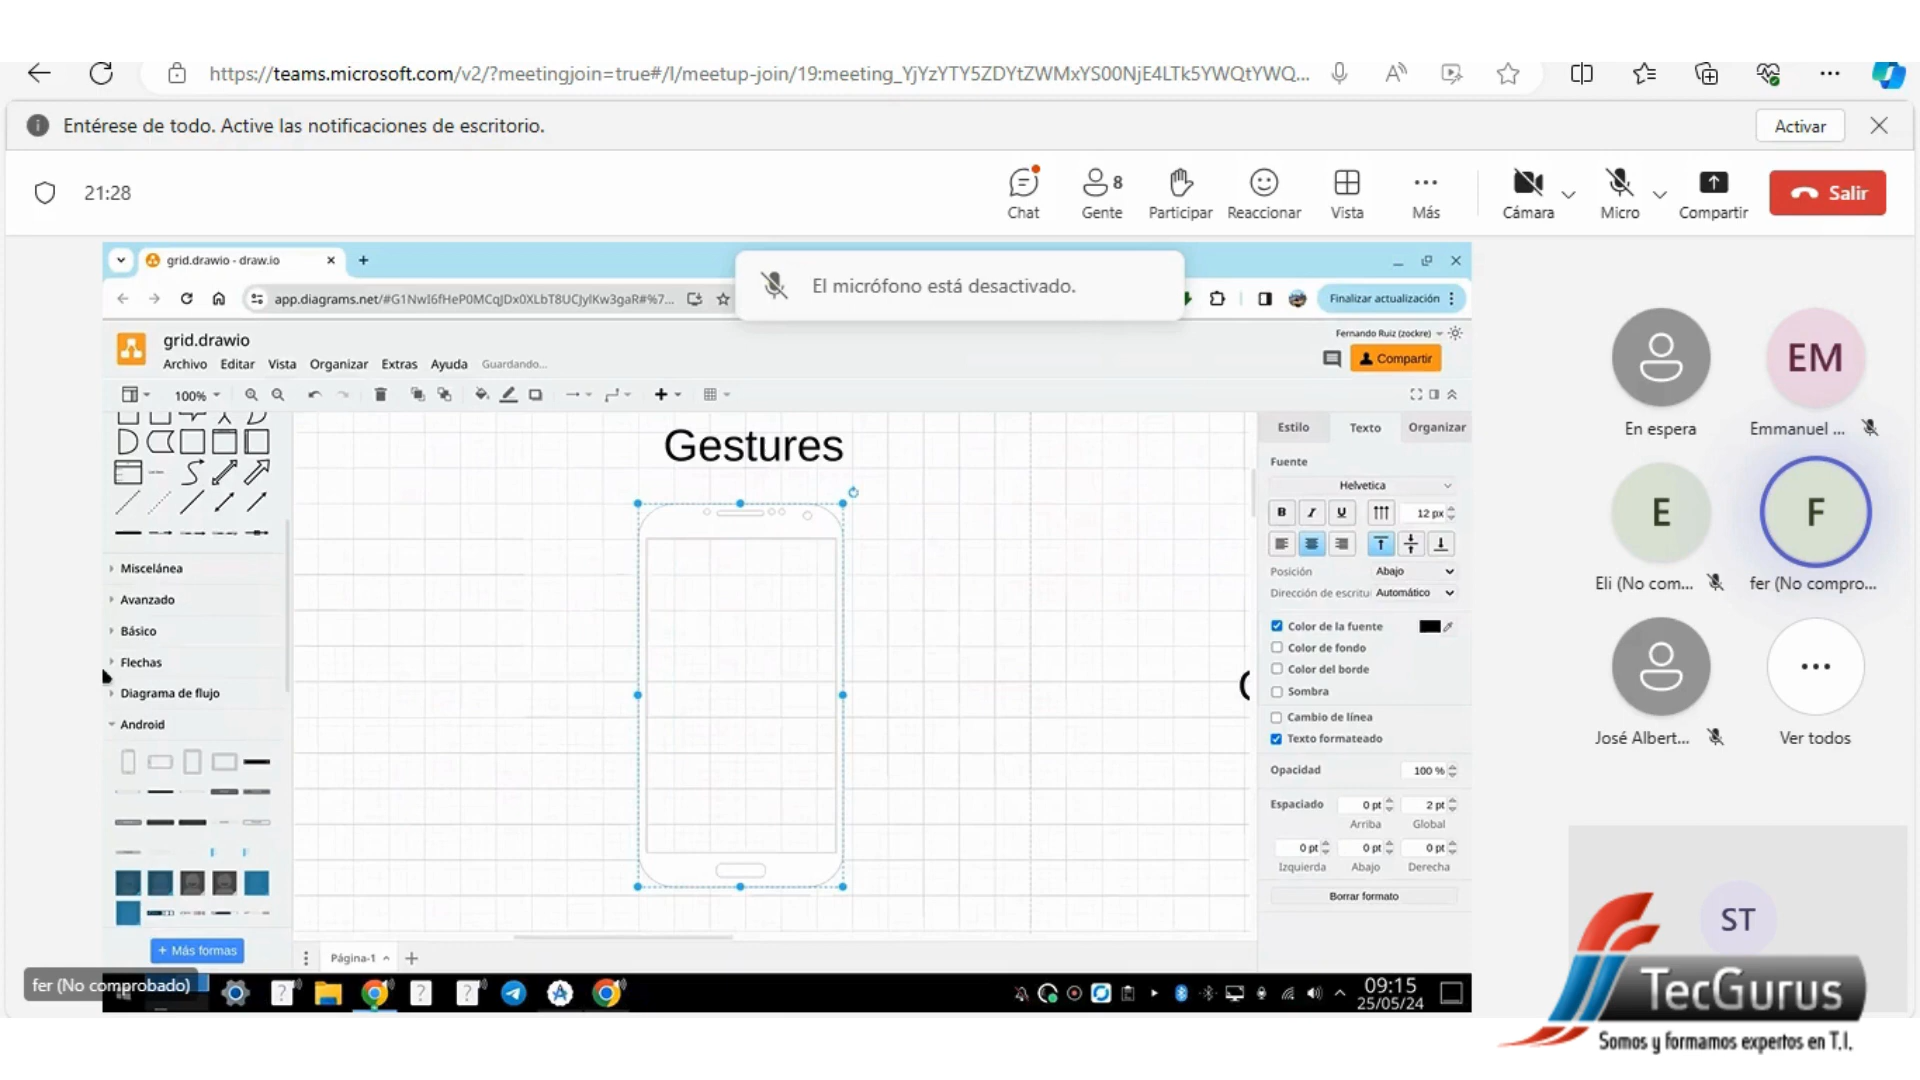 https://teams.microsoft.com/v2/?meetingjoin=true#/l/meetup-join/19:meeting_YjYzYTY5ZDYtZWMxYS00NjE4LTk5YWQtYWQ...
Entérese de todo. Active las notificaciones de escritorio.
Activar
21:28
Chat
Gente
8
Participar
Reaccionar
Vista
Más
Cámara
Micro
Compartir
Salir
grid.drawio - draw.io
El micrófono está desactivado.
app.diagrams.net/#G1NwI6fHeP0MCqJDx0XLbT8UCJylKw3gaR#%7...
Finalizar actualización
grid.drawio
Fernando Ruiz (zockre)
Archivo Editar Vista Organizar Extras Ayuda Guardando...
Compartir
100%
Gestures
Estilo
Texto
Organizar
Fuente
Helvetica
B I U
12 px
Posición
Abajo
Dirección de escritu
Automático
Color de la fuente
Color de fondo
Color del borde
Sombra
Cambio de línea
Texto formateado
Opacidad
100 %
Espaciado
0 pt
2 pt
Arriba
Global
0 pt
0 pt
0 pt
Izquierda
Abajo
Derecha
Borrar formato
Miscelánea
Avanzado
Básico
Flechas
Diagrama de flujo
Android
+ Más formas
Página-1
fer (No comprobado)
09:15
25/05/24
En espera
EM
Emmanuel ...
E
Eli (No com...
F
fer (No compro...
José Albert...
Ver todos
ST
TecGurus
Somos y formamos expertos en T.I.